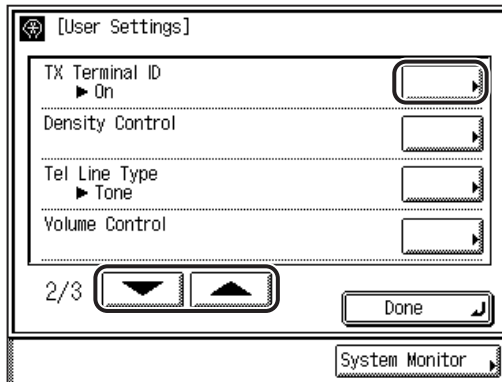 [User Settings]
TX Terminal ID
► On
Density Control
Tel Line Type
► Tone
Volume Control
2/3
Done
System Monitor